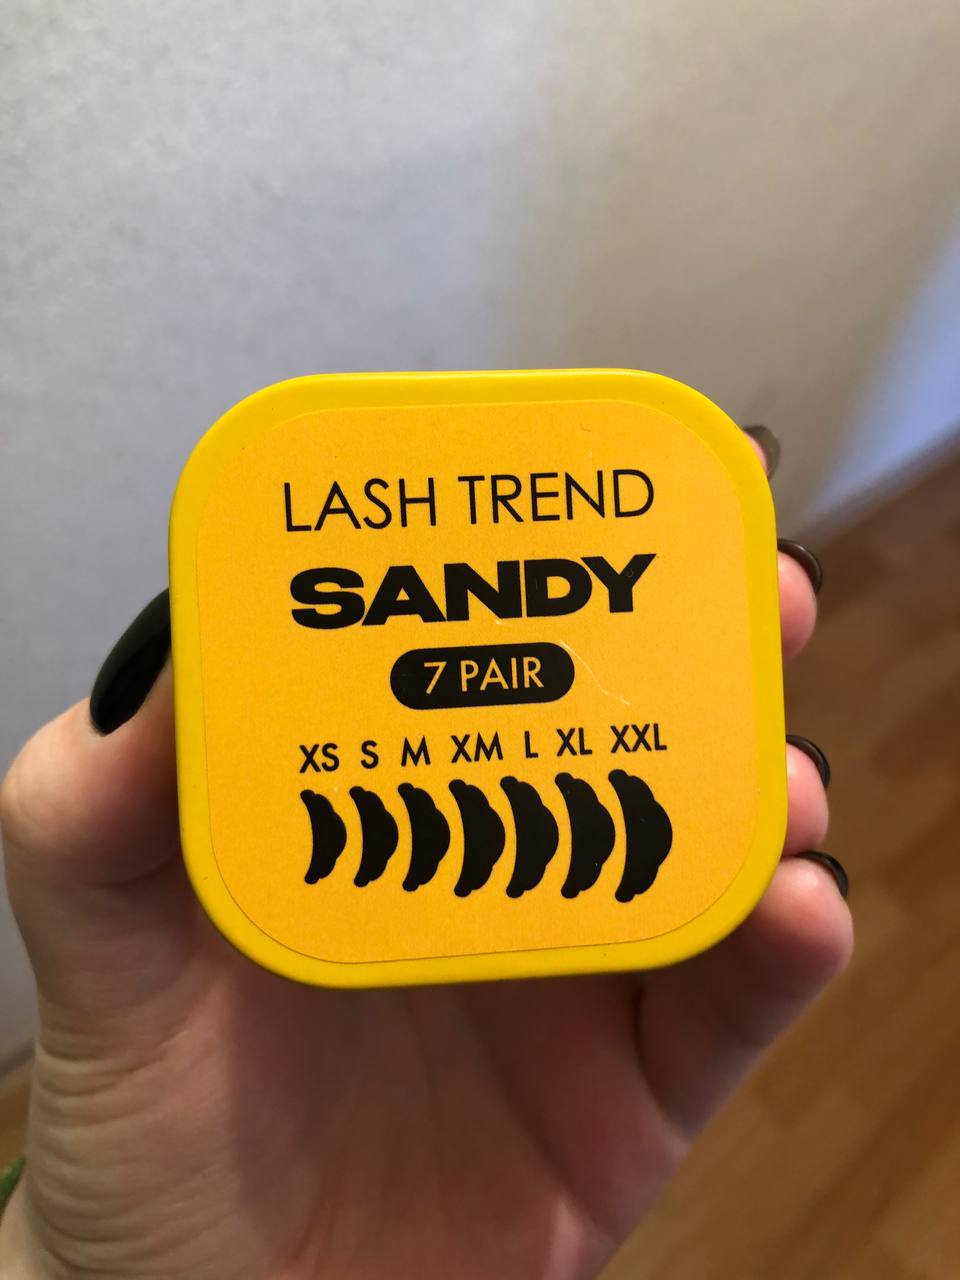 LASH TREND
SANDY
7 PAIR
XS S M XM L XL XXL